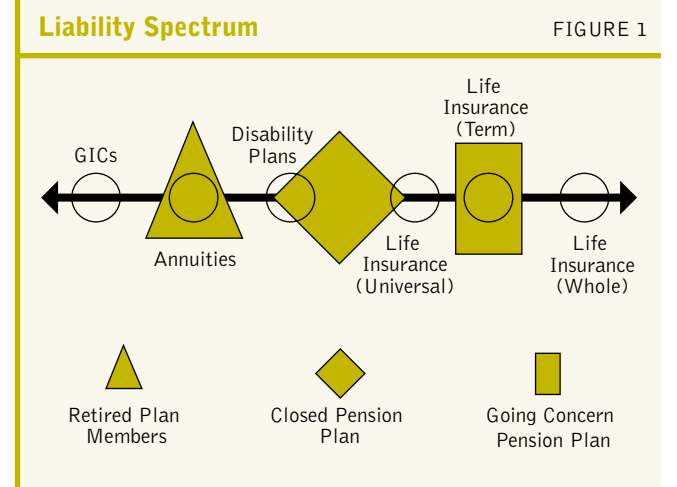 Liability Spectrum FIGURE 1
Life
Insurance
(Term)
Disability
Plans
GICs
Annuities
Life
Insurance
(Universal)
Life
Insurance
(Whole)
Retired Plan
Members
Closed Pension
Plan
Going Concern
Pension Plan